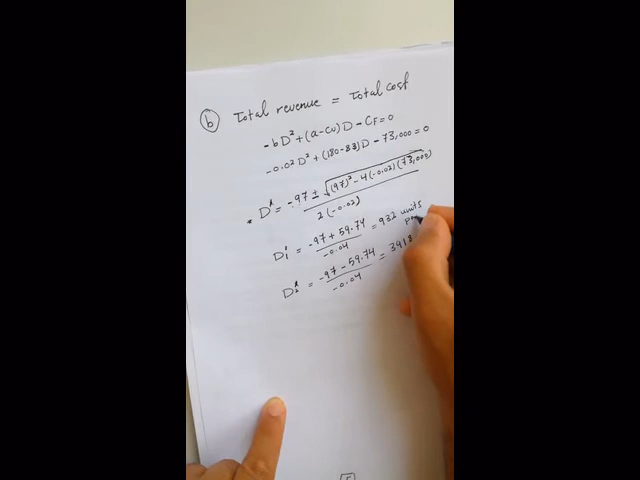 b Total revenue = Total cost
-bD² + (a-Cv)D - CF = 0
-0.02D² + (180-83)D - 73,000 = 0
* D' = -97 ± √(97)² - 4(-0.02)(73,000) / 2(-0.02)
D'1 = -97 + 59.74 / -0.04 = 932 units
D'2 = -97 - 59.74 / -0.04 = 3918